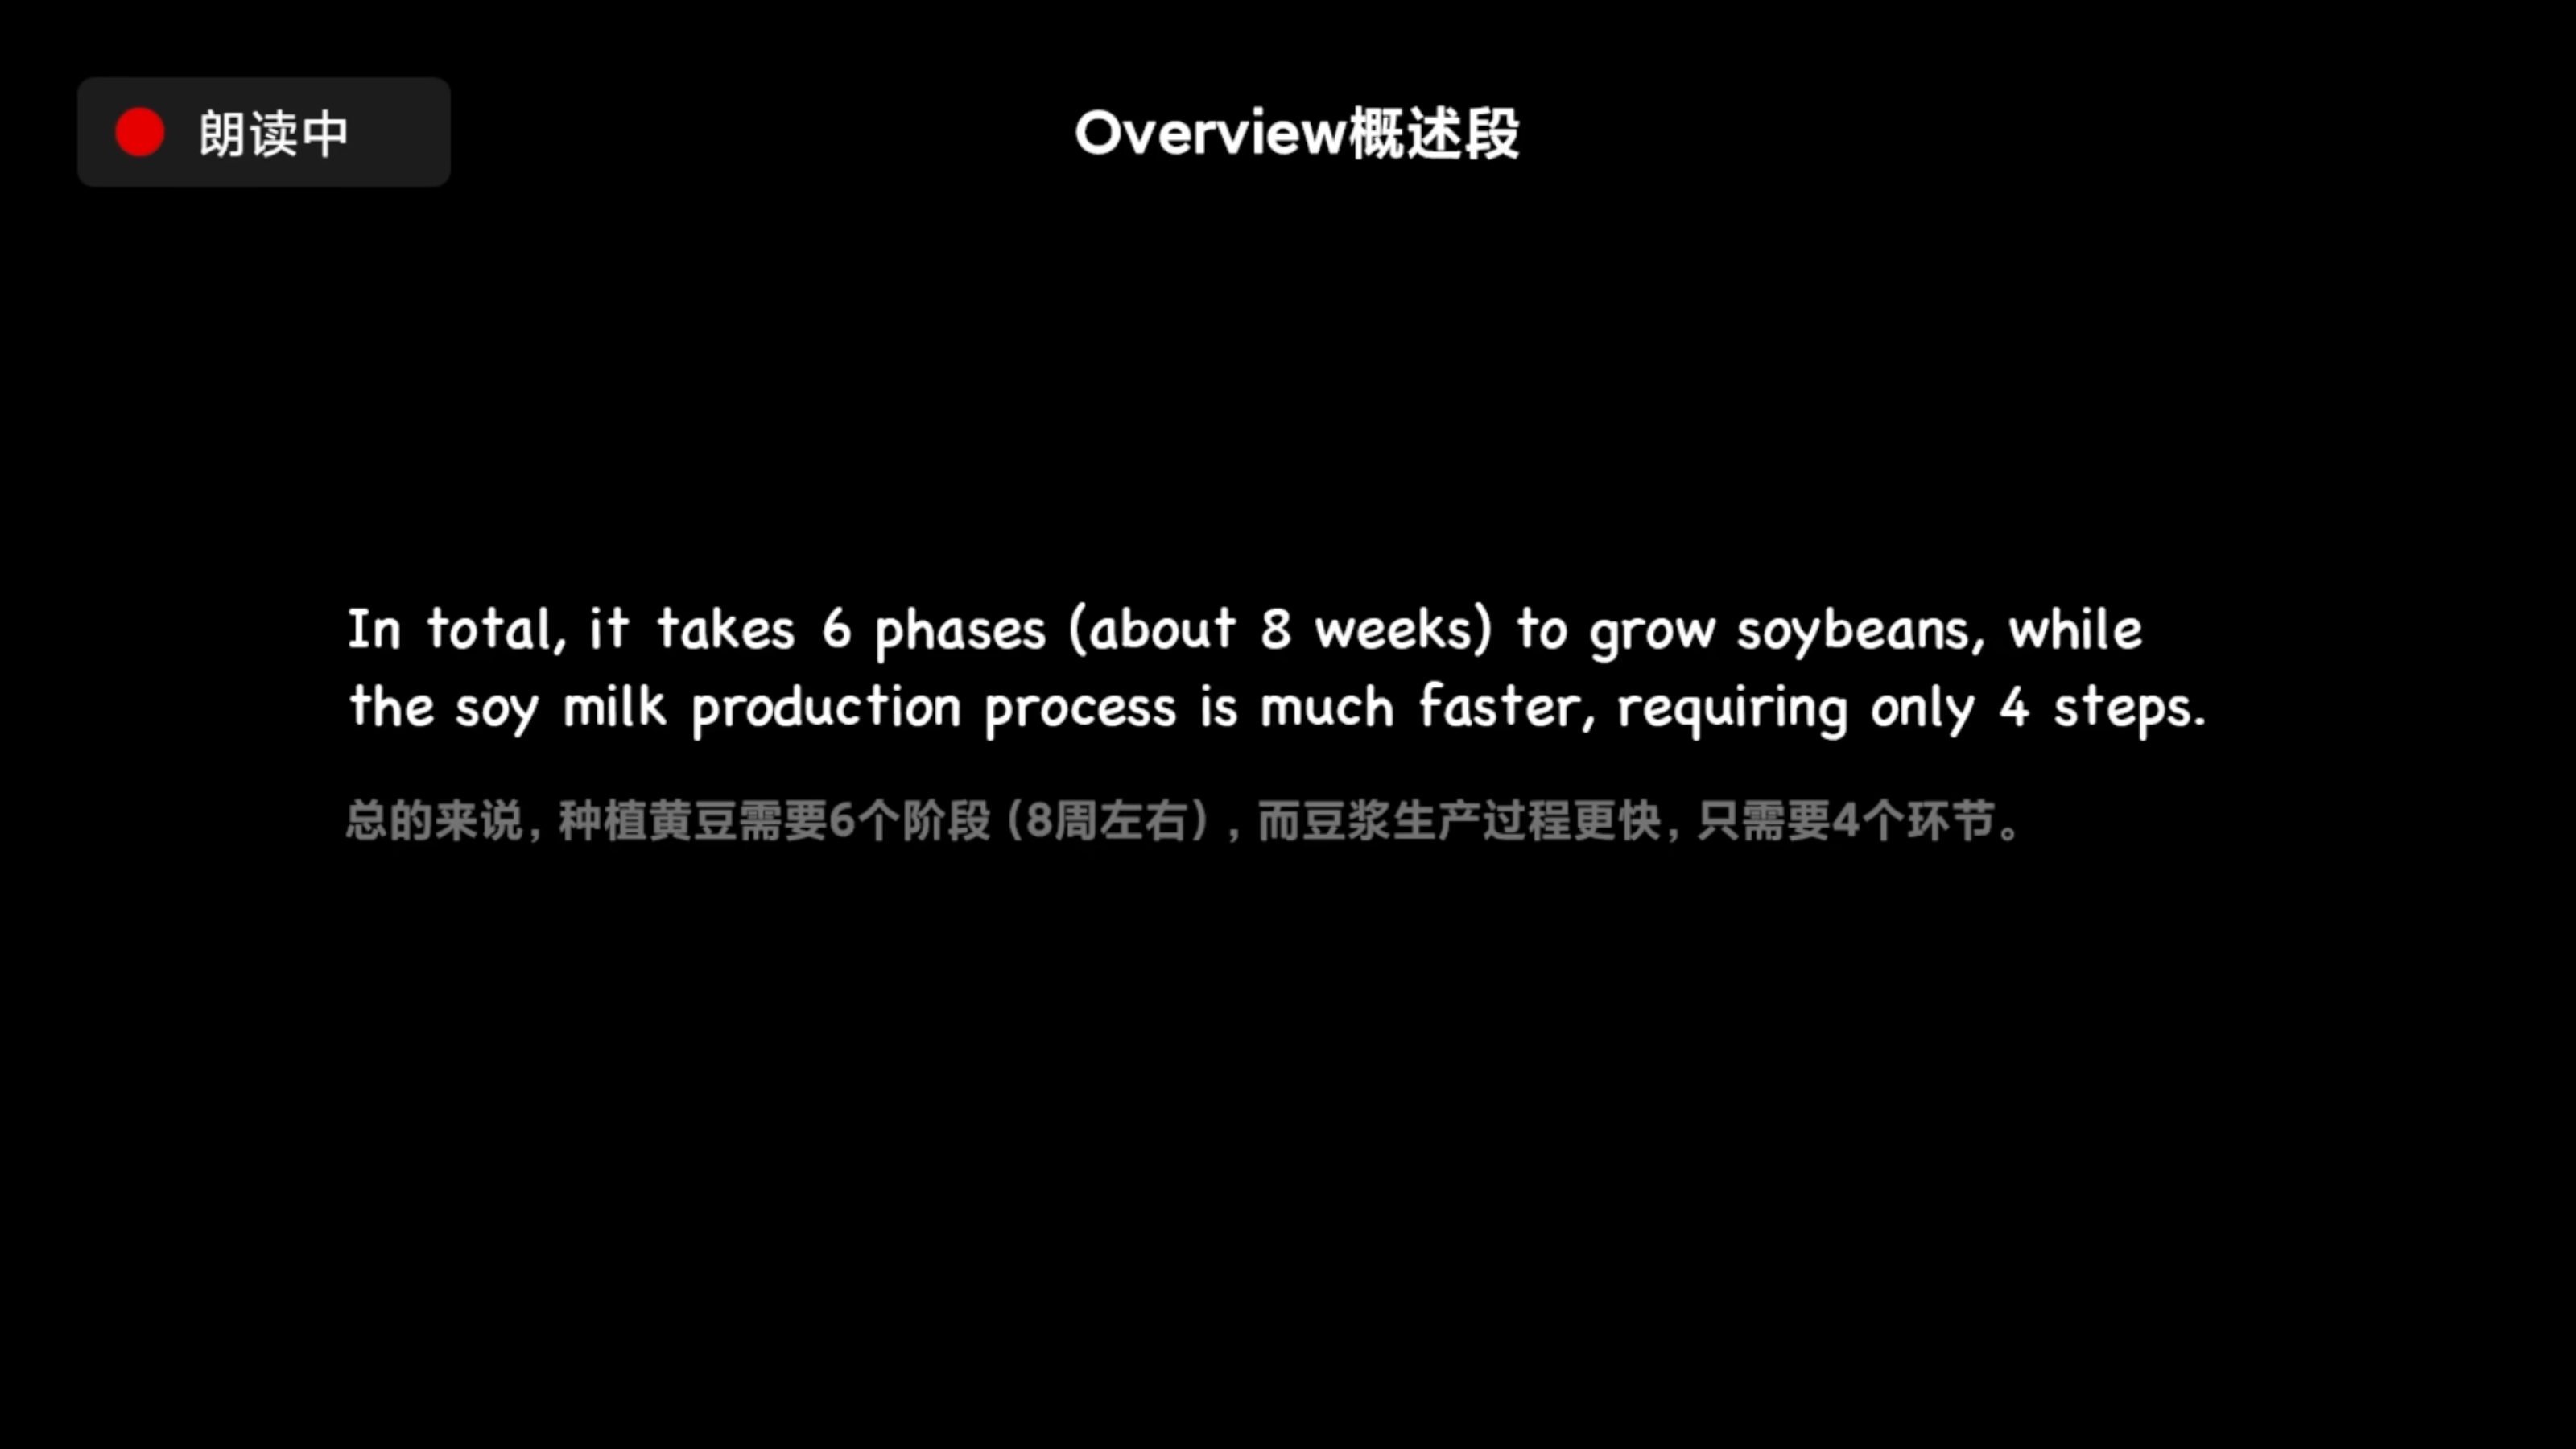 朗读中
Overview概述段
In total, it takes 6 phases (about 8 weeks) to grow soybeans, while
the soy milk production process is much faster, requiring only 4 steps.
总的来说，种植黄豆需要6个阶段（8周左右），而豆浆生产过程更快，只需要4个环节。